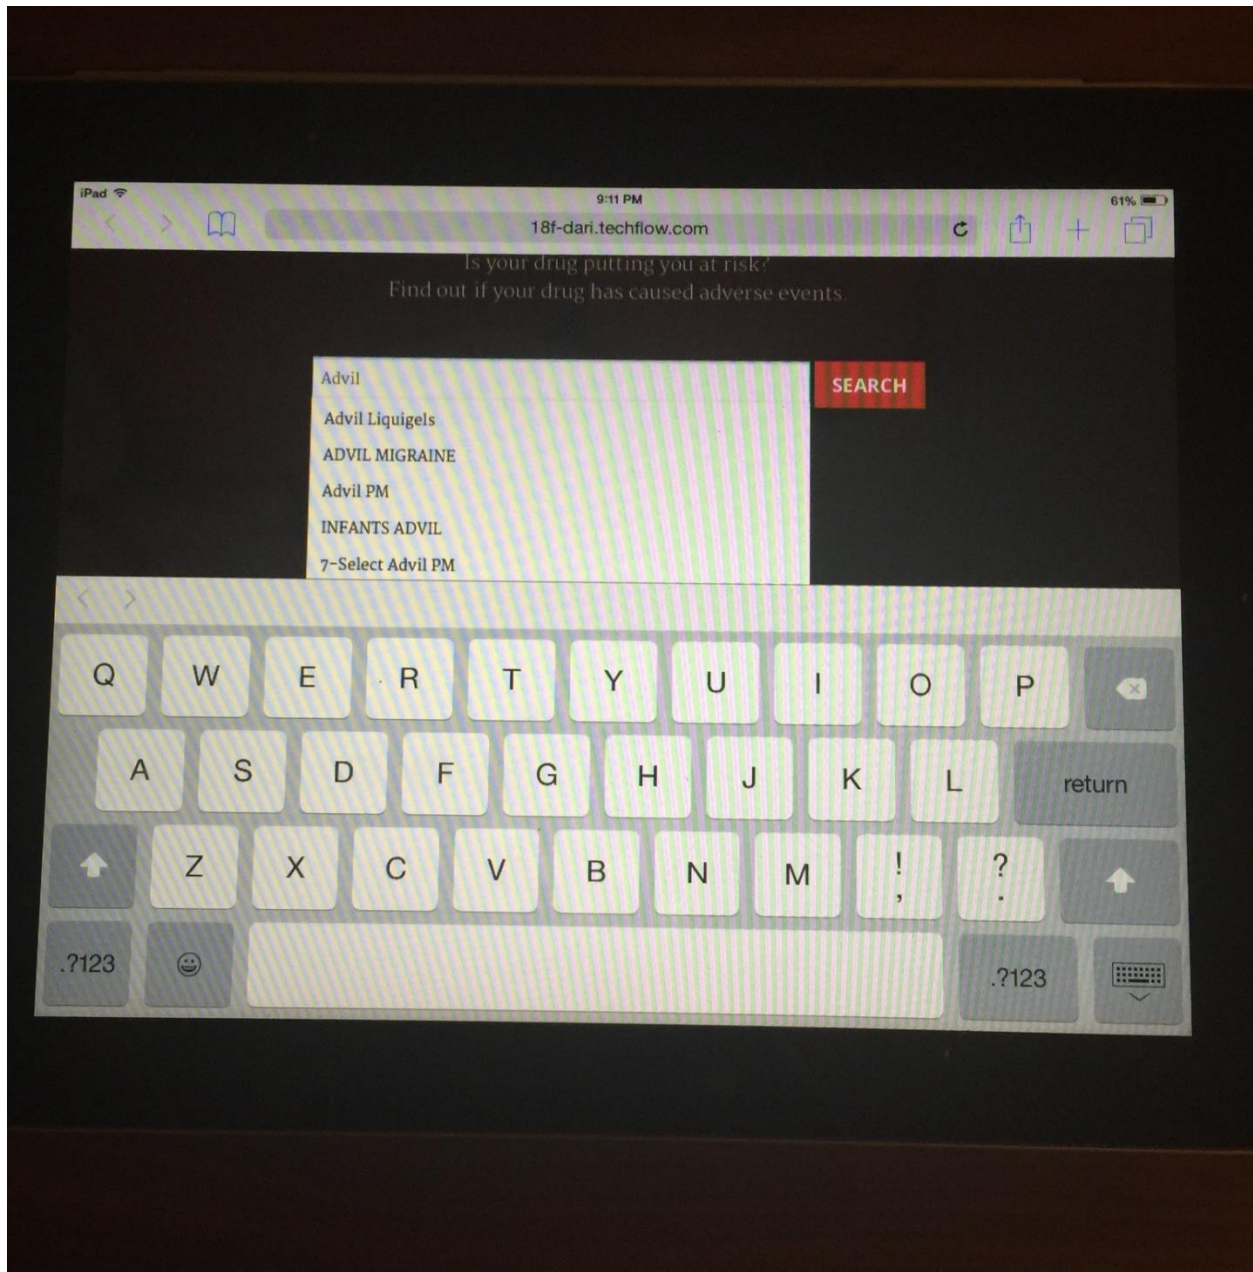 iPad
9:11 PM
61%
18f-dari.techflow.com
Is your drug putting you at risk?
Find out if your drug has caused adverse events.
Advil
SEARCH
Advil Liquigels
ADVIL MIGRAINE
Advil PM
INFANTS ADVIL
7-Select Advil PM
Q W E R T Y U I O P
A S D F G H J K L return
Z X C V B N M ! , ? .
.?123 .?123